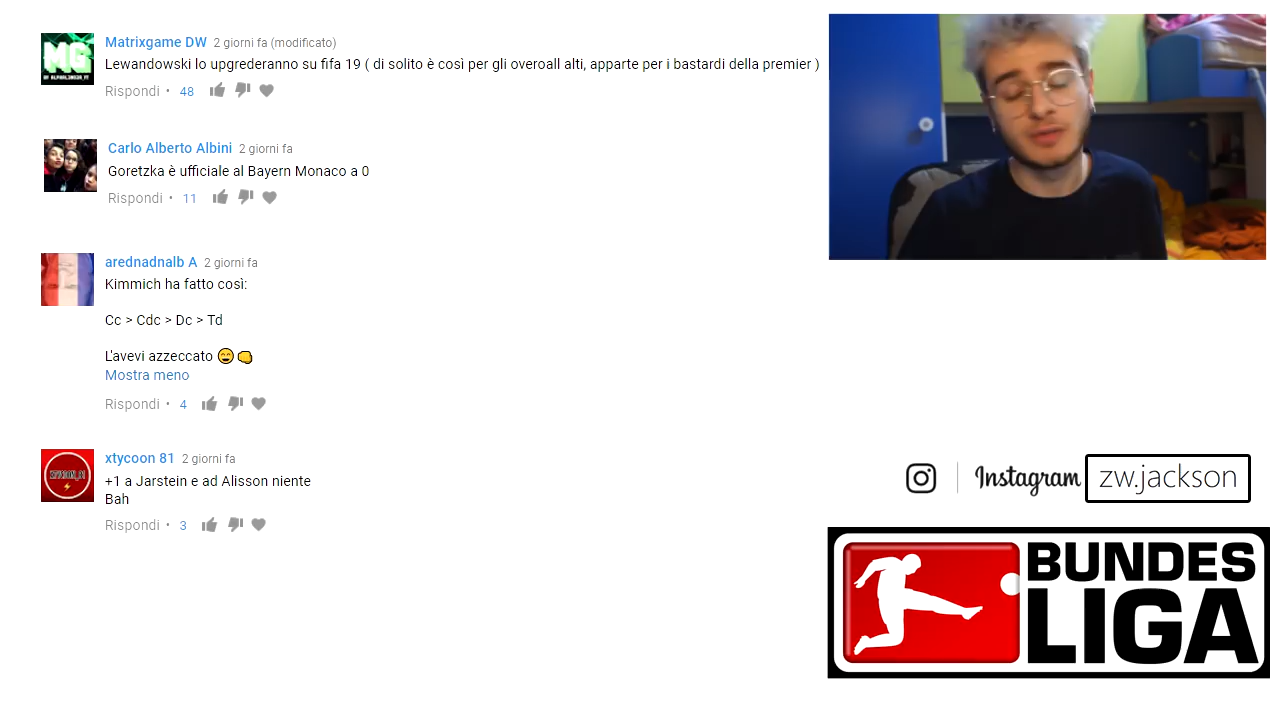 Matrixgame DW 2 giorni fa (modificato)
Lewandowski lo upgrederanno su fifa 19 ( di solito è così per gli overoall alti, apparte per i bastardi della premier )
Rispondi • 48
Carlo Alberto Albini 2 giorni fa
Goretzka è ufficiale al Bayern Monaco a 0
Rispondi • 11
arednadnalb A 2 giorni fa
Kimmich ha fatto così:
Cc > Cdc > Dc > Td
L'avevi azzeccato 😄👊
Mostra meno
Rispondi • 4
xtycoon 81 2 giorni fa
+1 a Jarstein e ad Alisson niente
Bah
Rispondi • 3
MG
Instagram zw.jackson
BUNDES
LIGA